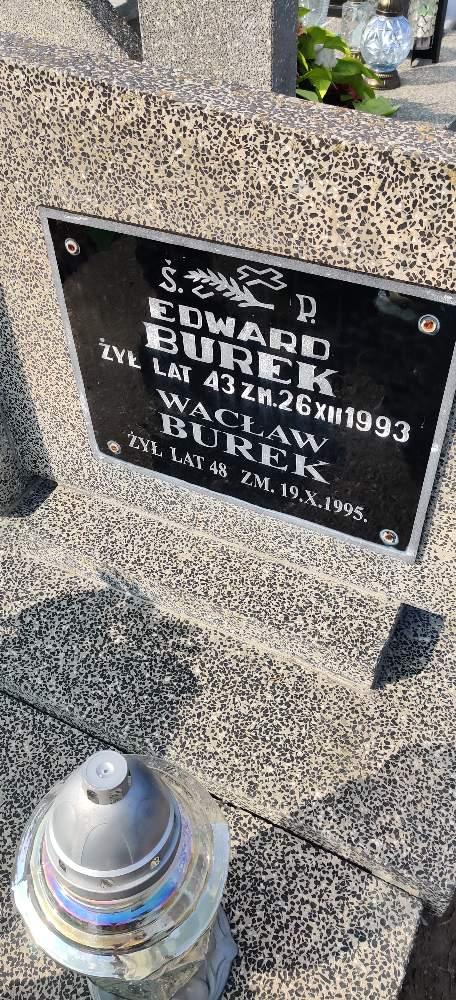 Ś. P.
EDWARD
BUREK
ŻYŁ LAT 43 ZM. 26 XII 1993
WACŁAW
BUREK
ŻYŁ LAT 48 ZM. 19.X.1995.